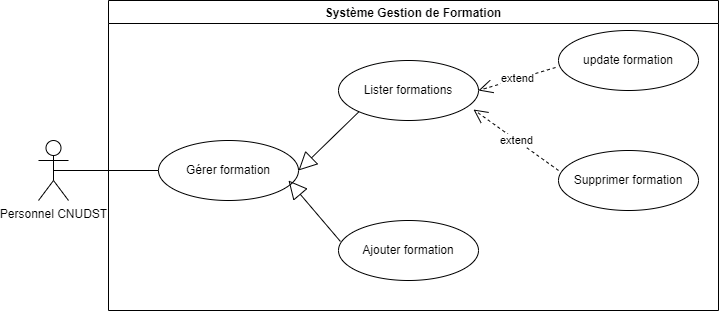 Système Gestion de Formation
update formation
extend
Lister formations
extend
Gérer formation
Supprimer formation
Personnel CNUDST
Ajouter formation